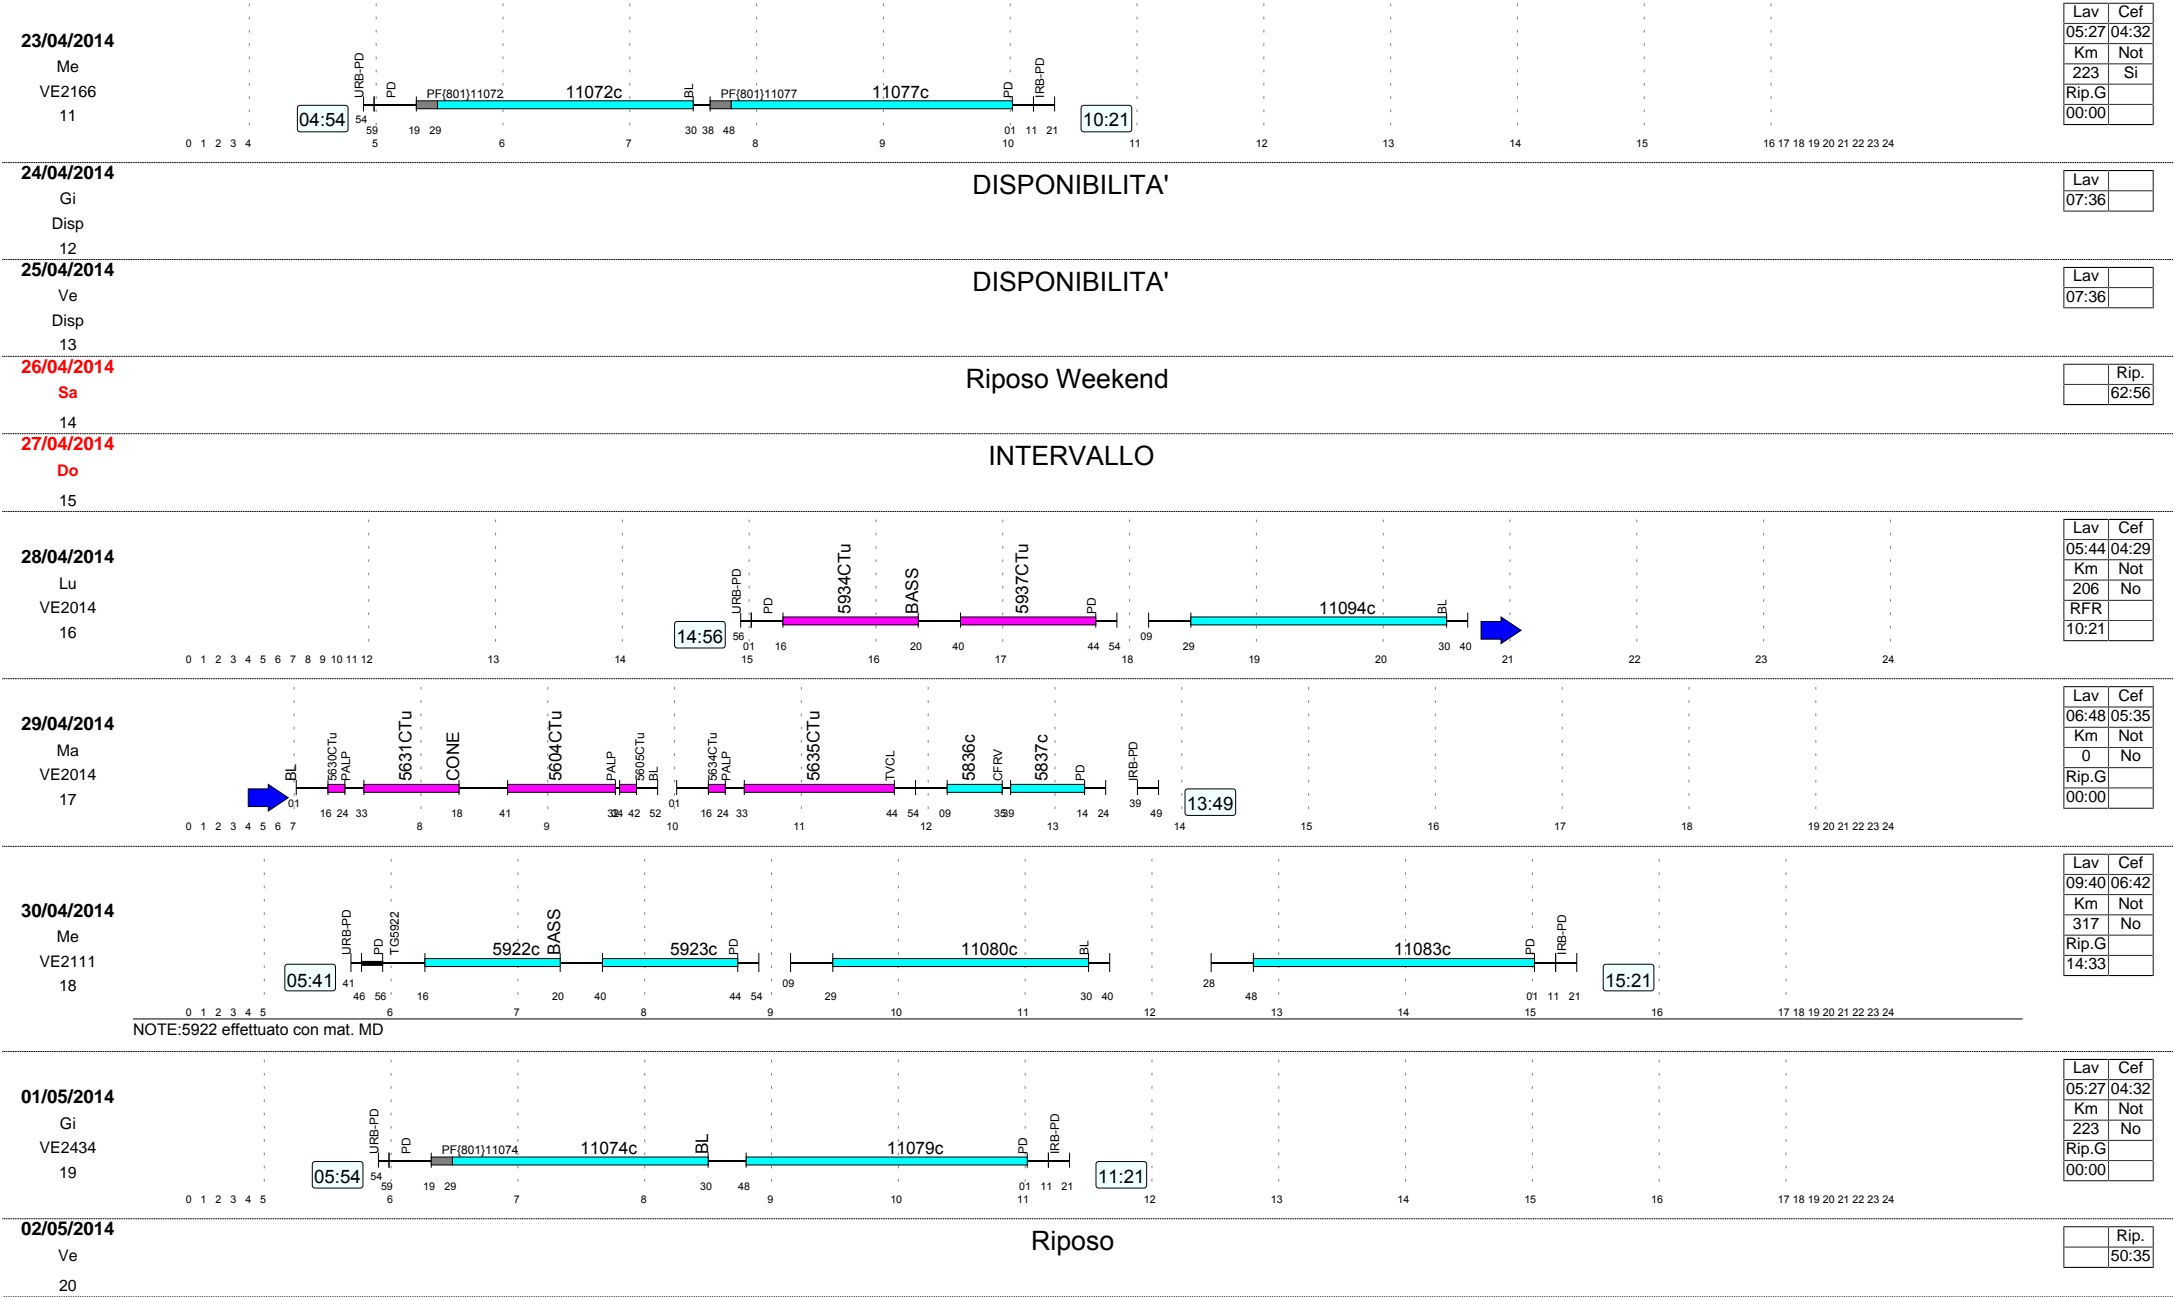 23/04/2014
Me
VE2166
11
04:54
URB-PD
PD
PF{801}11072
11072c
BL
PF{801}11077
11077c
PD
IRB-PD
10:21
54 59 19 29 30 38 48 01 11 21
0 1 2 3 4 5 6 7 8 9 10 11 12 13 14 15 16 17 18 19 20 21 22 23 24
Lav Cef
05:27 04:32
Km Not
223 Si
Rip.G
00:00
24/04/2014
Gi
Disp
12
DISPONIBILITA'
Lav
07:36
25/04/2014
Ve
Disp
13
DISPONIBILITA'
Lav
07:36
26/04/2014
Sa
14
Riposo Weekend
Rip.
62:56
27/04/2014
Do
15
INTERVALLO
28/04/2014
Lu
VE2014
16
14:56
URB-PD
PD
5934CTu
BASS
5937CTu
PD
11094c
BL
56 01 16 20 40 44 54 09 29 30 40
0 1 2 3 4 5 6 7 8 9 10 11 12 13 14 15 16 17 18 19 20 21 22 23 24
Lav Cef
05:44 04:29
Km Not
206 No
RFR
10:21
29/04/2014
Ma
VE2014
17
BL
5630CTu
PALP
5631CTu
CONE
5604CTu
PALP
5605CTu
BL
5634CTu
PALP
5635CTu
TVCL
5836c
CFRV
5837c
PD
IRB-PD
13:49
01 16 24 33 18 41 32 34 42 52 01 16 24 33 44 54 09 35 39 14 24 39 49
0 1 2 3 4 5 6 7 8 9 10 11 12 13 14 15 16 17 18 19 20 21 22 23 24
Lav Cef
06:48 05:35
Km Not
0 No
Rip.G
00:00
30/04/2014
Me
VE2111
18
05:41
URB-PD
PD
TG5922
5922c
BASS
5923c
PD
11080c
BL
11083c
PD
IRB-PD
15:21
41 46 56 16 20 40 44 54 09 29 30 40 28 48 01 11 21
0 1 2 3 4 5 6 7 8 9 10 11 12 13 14 15 16 17 18 19 20 21 22 23 24
NOTE:5922 effettuato con mat. MD
Lav Cef
09:40 06:42
Km Not
317 No
Rip.G
14:33
01/05/2014
Gi
VE2434
19
05:54
URB-PD
PD
PF{801}11074
11074c
BL
11079c
PD
IRB-PD
11:21
54 59 19 29 30 48 01 11 21
0 1 2 3 4 5 6 7 8 9 10 11 12 13 14 15 16 17 18 19 20 21 22 23 24
Lav Cef
05:27 04:32
Km Not
223 No
Rip.G
00:00
02/05/2014
Ve
20
Riposo
Rip.
50:35